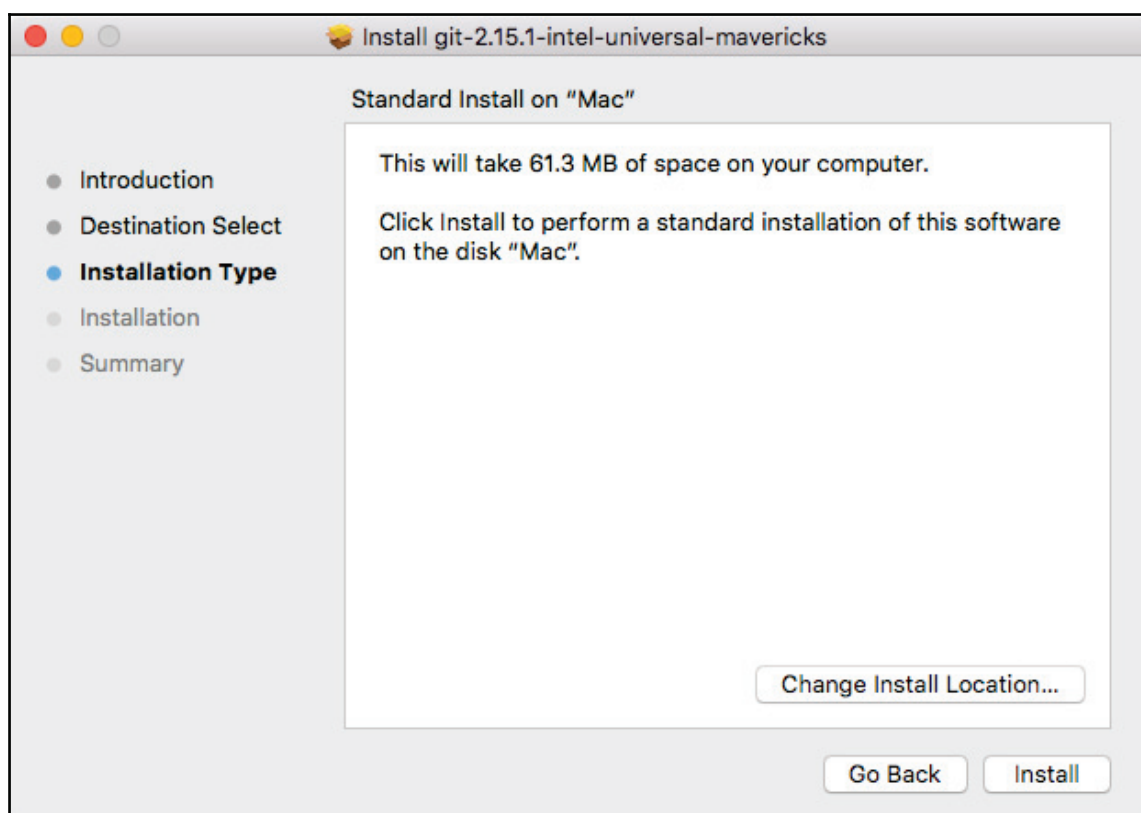 Install git-2.15.1-intel-universal-mavericks
Standard Install on “Mac”
Introduction
Destination Select
Installation Type
Installation
Summary
This will take 61.3 MB of space on your computer.
Click Install to perform a standard installation of this software
on the disk “Mac”.
Change Install Location...
Go Back
Install